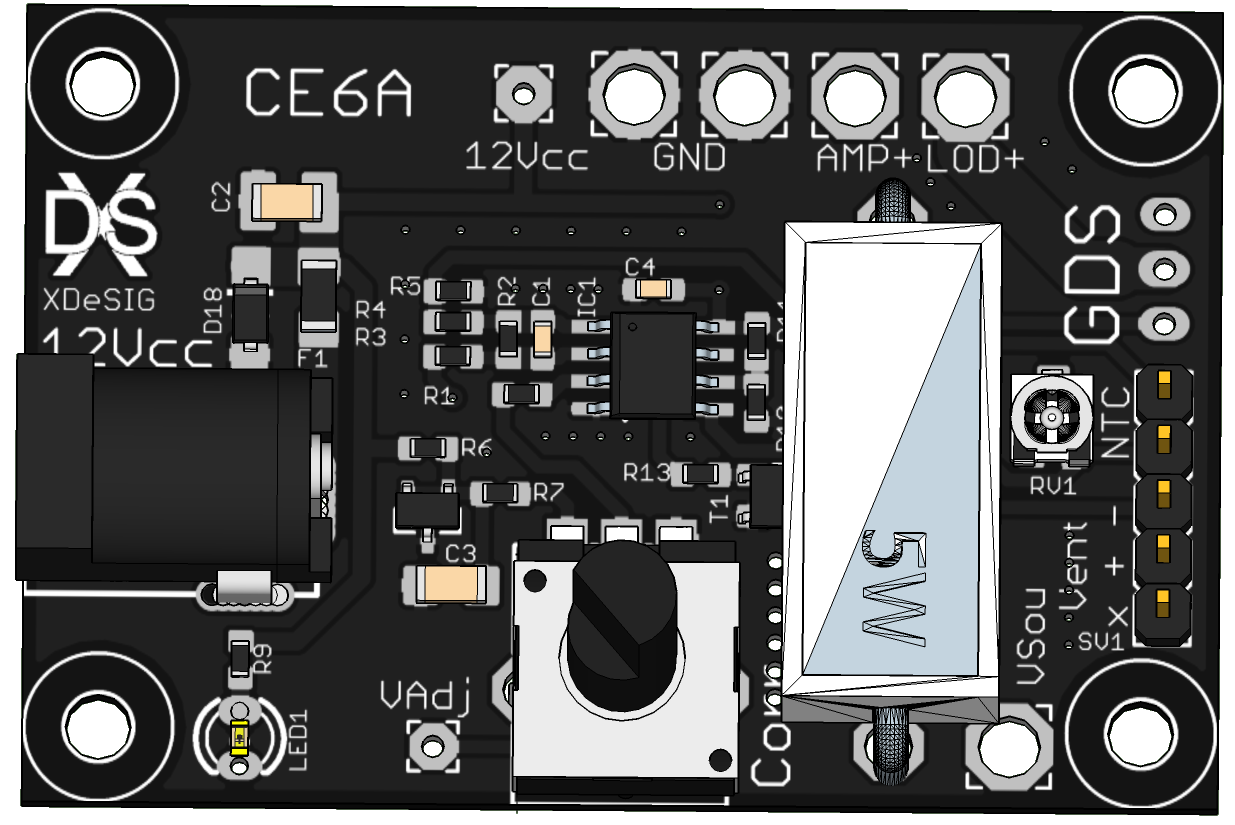 CE6A
12Vcc
GND
AMP+
LOD+
C2
DS
XDeSIG
GDS
D18
12Vcc
F1
R4
R3
R5
R2
C1
IC1
C4
R1
R6
R7
R13
T1
C3
5W
RV1
NTC
- + x
Vent
SV1
VSou
R9
LED1
VAdj